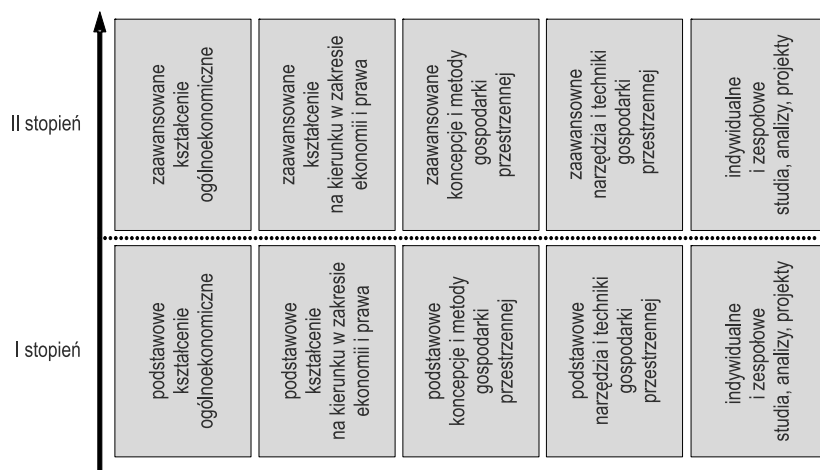 II stopień
zaawansowane
kształcenie
ogólnoekonomiczne
zaawansowane
kształcenie
na kierunku w zakresie
ekonomii i prawa
zaawansowane
koncepcje i metody
gospodarki
przestrzennej
zaawansowne
narzędzia i techniki
gospodarki
przestrzennej
indywidualne
i zespołowe
studia, analizy, projekty
I stopień
podstawowe
kształcenie
ogólnoekonomiczne
podstawowe
kształcenie
na kierunku w zakresie
ekonomii i prawa
podstawowe
koncepcje i metody
gospodarki
przestrzennej
podstawowe
narzędzia i techniki
gospodarki
przestrzennej
indywidualne
i zespołowe
studia, analizy, projekty